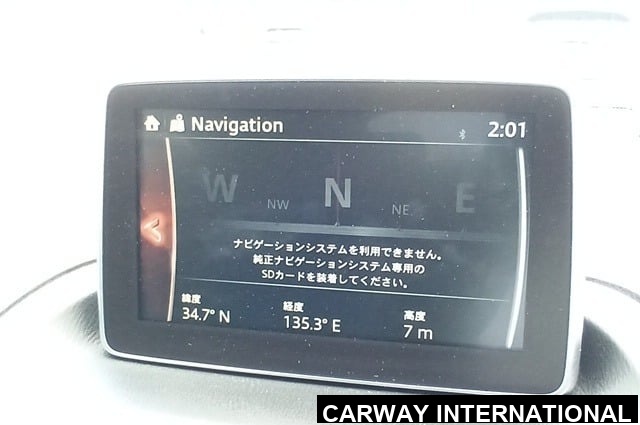 Navigation
2:01
W NW N NE E
ナビゲーションシステムを利用できません。
純正ナビゲーションシステム専用の
SDカードを装着してください。
緯度 経度 高度
34.7° N 135.3° E 7 m
CARWAY INTERNATIONAL